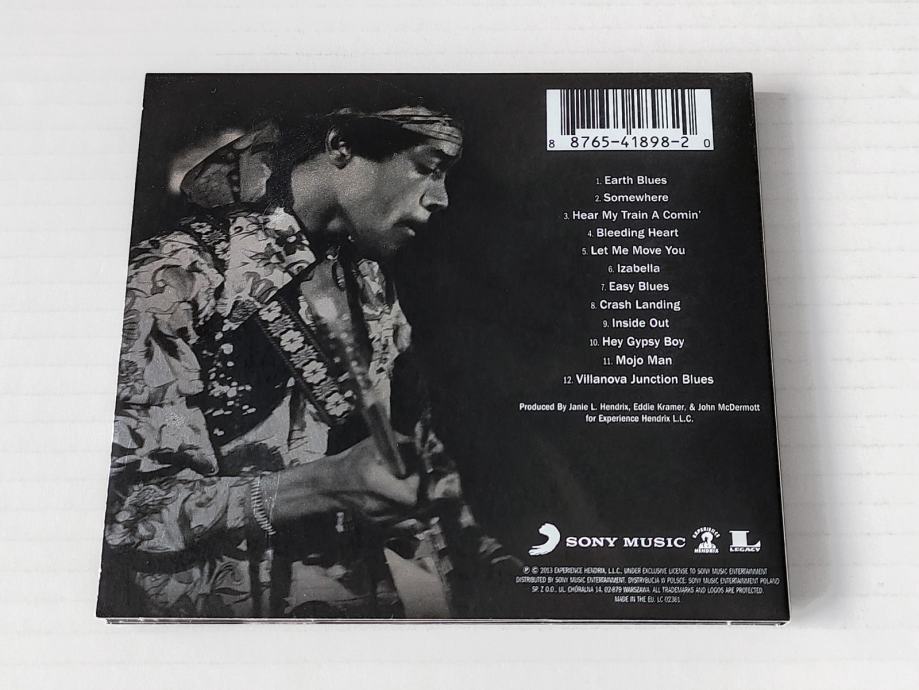 8 8765-41898-2 0
1. Earth Blues
2. Somewhere
3. Hear My Train A Comin'
4. Bleeding Heart
5. Let Me Move You
6. Izabella
7. Easy Blues
8. Crash Landing
9. Inside Out
10. Hey Gypsy Boy
11. Mojo Man
12. Villanova Junction Blues
Produced By Janie L. Hendrix, Eddie Kramer, & John McDermott
for Experience Hendrix L.L.C.
SONY MUSIC
EXPERIENCE
HENDRIX
L
LEGACY
℗ © 2013 EXPERIENCE HENDRIX, L.L.C. UNDER EXCLUSIVE LICENSE TO SONY MUSIC ENTERTAINMENT
DISTRIBUTED BY SONY MUSIC ENTERTAINMENT. DYSTRYBUCJA W POLSCE: SONY MUSIC ENTERTAINMENT POLAND
SP. Z O.O., UL. CHÓRALNA 14, 02-879 WARSZAWA. ALL TRADEMARKS AND LOGOS ARE PROTECTED.
MADE IN THE EU. LC 02361